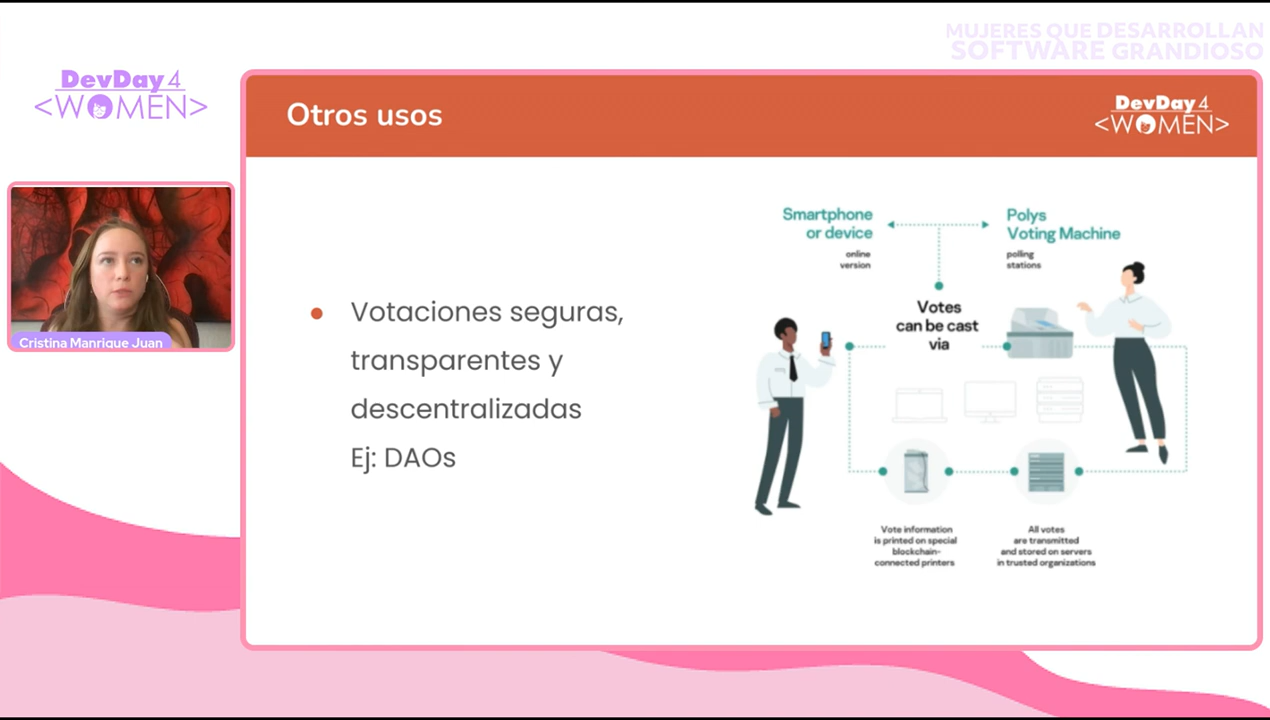 MUJERES QUE DESARROLLAN
SOFTWARE GRANDIOSO
DevDay 4
<WOMEN>
Otros usos
DevDay 4
<WOMEN>
Cristina Manrique Juan
Votaciones seguras,
transparentes y
descentralizadas
Ej: DAOs
Smartphone
or device
online
version
Polys
Voting Machine
polling
stations
Votes
can be cast
via
Vote information
is printed on special
blockchain-
connected printers
All votes
are transmitted
and stored on servers
in trusted organizations